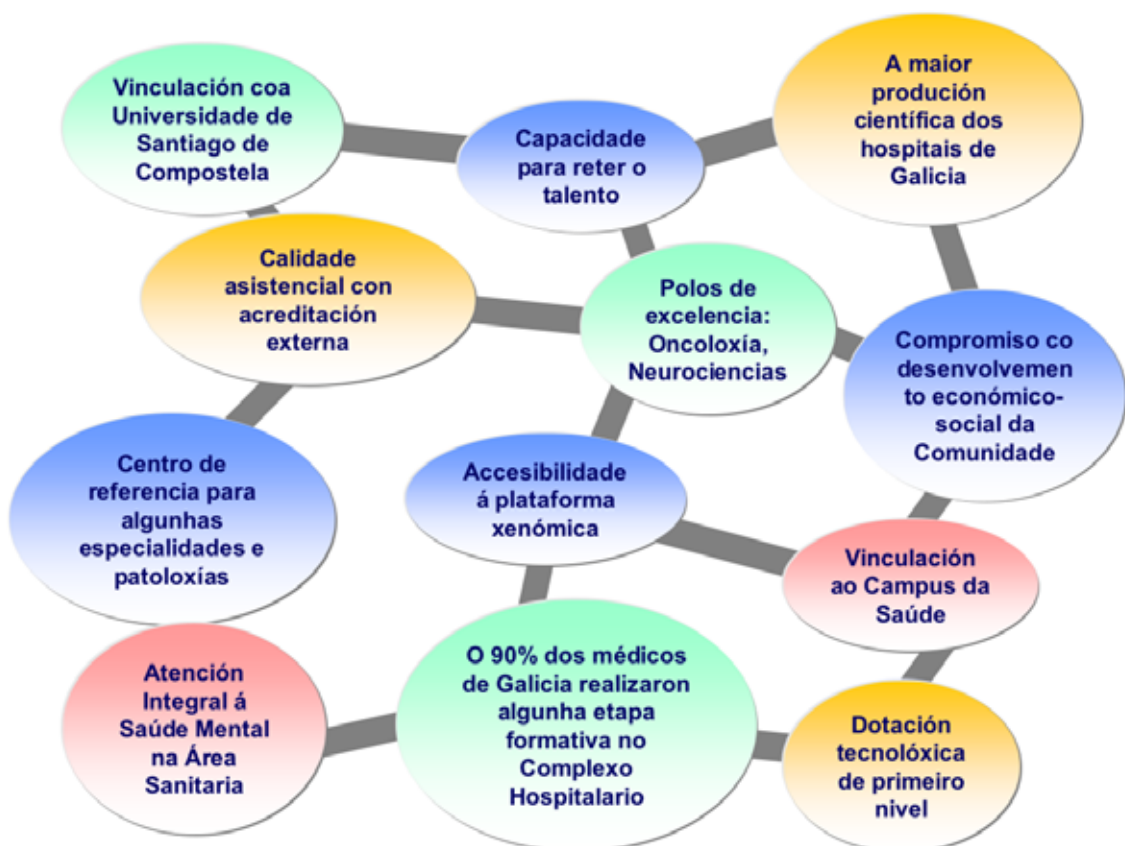 Vinculación coa
Universidade de
Santiago de
Compostela
Capacidade
para reter o
talento
A maior
produción
científica dos
hospitais de
Galicia
Calidade
asistencial con
acreditación
externa
Polos de
excelencia:
Oncoloxía,
Neurociencias
Compromiso co
desenvolvemen
to económico-
social da
Comunidade
Centro de
referencia para
algunhas
especialidades e
patoloxías
Accesibilidade
á plataforma
xenómica
Vinculación
ao Campus da
Saúde
Atención
Integral á
Saúde Mental
na Área
Sanitaria
O 90% dos médicos
de Galicia realizaron
algunha etapa
formativa no
Complexo
Hospitalario
Dotación
tecnolóxica
de primeiro
nivel